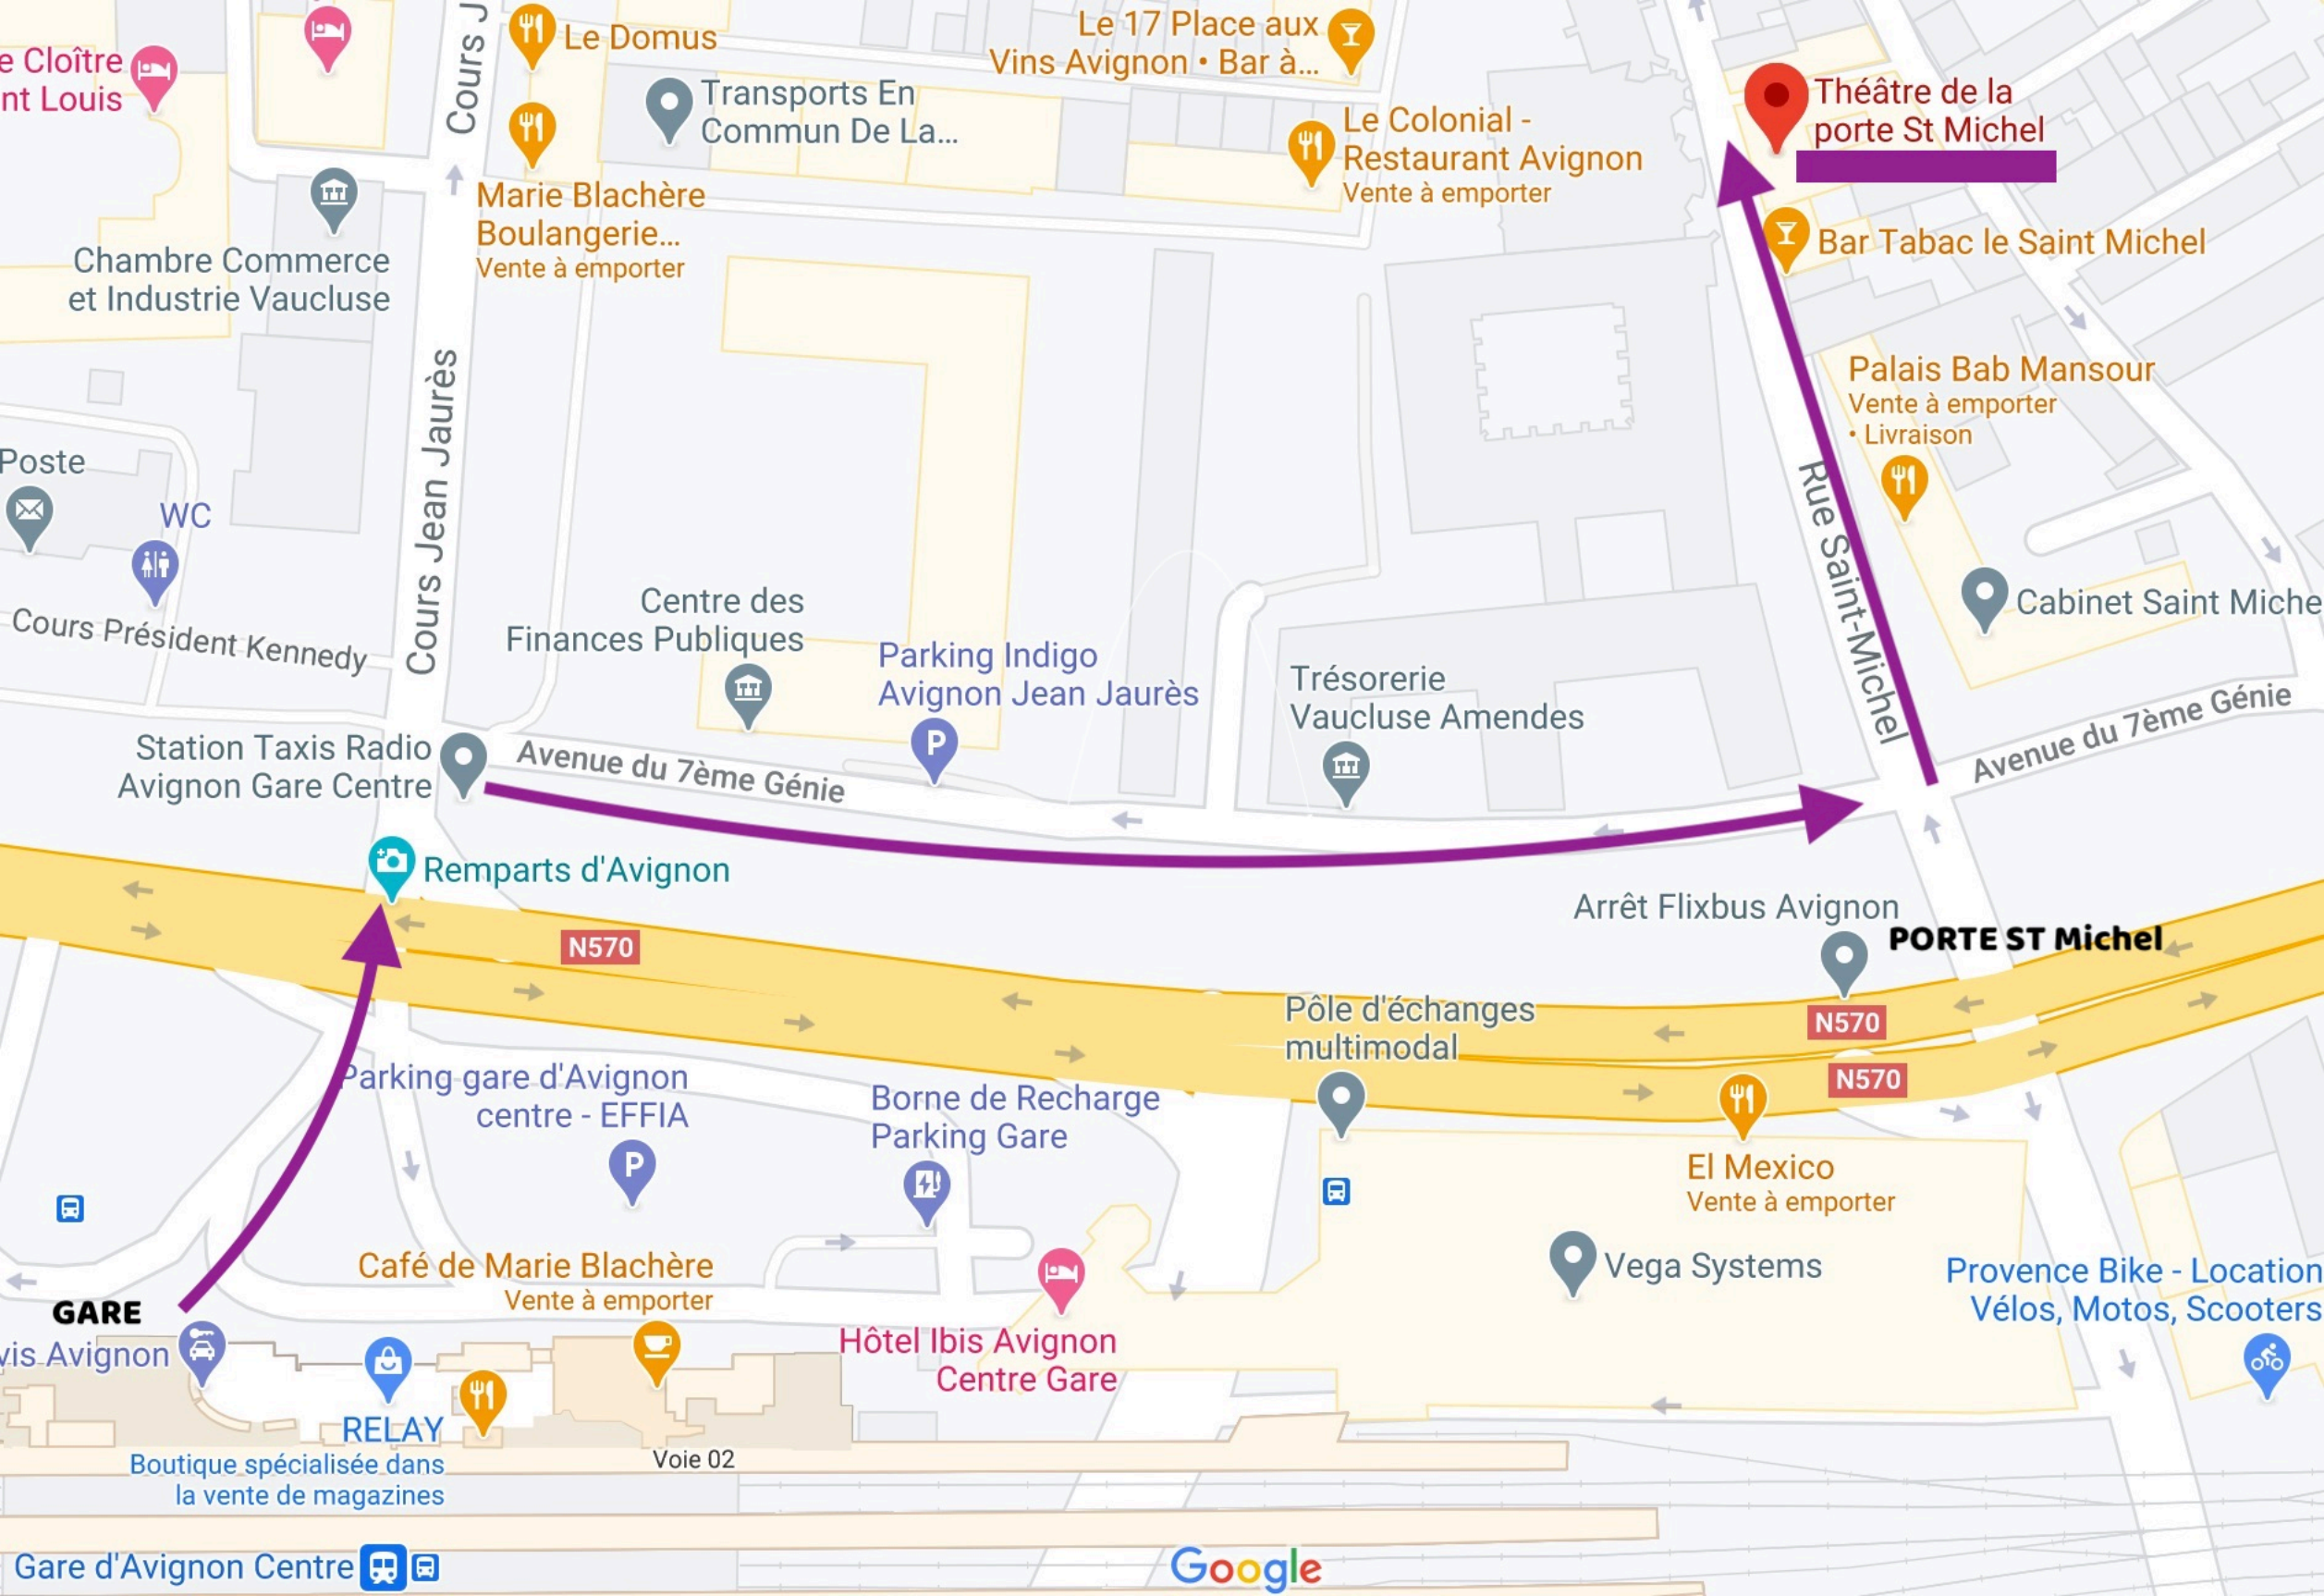 Cours J
Le Domus
Le 17 Place aux
Vins Avignon • Bar à...
e Cloître
nt Louis
Transports En
Commun De La...
Théâtre de la
porte St Michel
Le Colonial -
Restaurant Avignon
Vente à emporter
Marie Blachère
Boulangerie...
Vente à emporter
Bar Tabac le Saint Michel
Chambre Commerce
et Industrie Vaucluse
Cours Jean Jaurès
Palais Bab Mansour
Vente à emporter
• Livraison
Poste
WC
Rue Saint-Michel
Cours Président Kennedy
Centre des
Finances Publiques
Cabinet Saint Miche
Parking Indigo
Avignon Jean Jaurès
P
Trésorerie
Vaucluse Amendes
Avenue du 7ème Génie
Station Taxis Radio
Avignon Gare Centre
Avenue du 7ème Génie
Remparts d'Avignon
Arrêt Flixbus Avignon
PORTE ST Michel
N570
Pôle d'échanges
multimodal
N570
N570
Parking gare d'Avignon
centre - EFFIA
P
Borne de Recharge
Parking Gare
El Mexico
Vente à emporter
Café de Marie Blachère
Vente à emporter
Vega Systems
Provence Bike - Location
Vélos, Motos, Scooters
GARE
vis Avignon
Hôtel Ibis Avignon
Centre Gare
RELAY
Boutique spécialisée dans
la vente de magazines
Voie 02
Gare d'Avignon Centre
Google